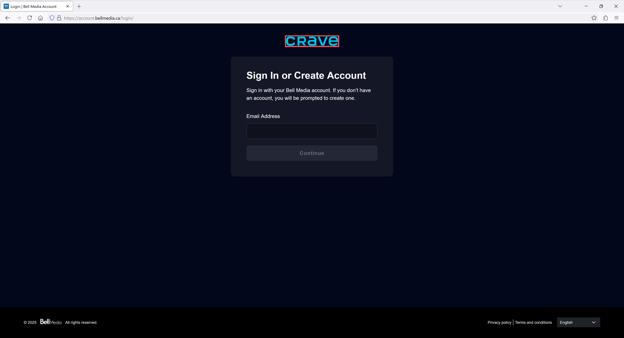 Login | Bell Media Account
https://account.bellmedia.ca/login/
CRAVE
Sign In or Create Account
Sign in with your Bell Media account. If you don't have
an account, you will be prompted to create one.
Email Address
Continue
© 2025 BellMedia All rights reserved.
Privacy policy | Terms and conditions
English